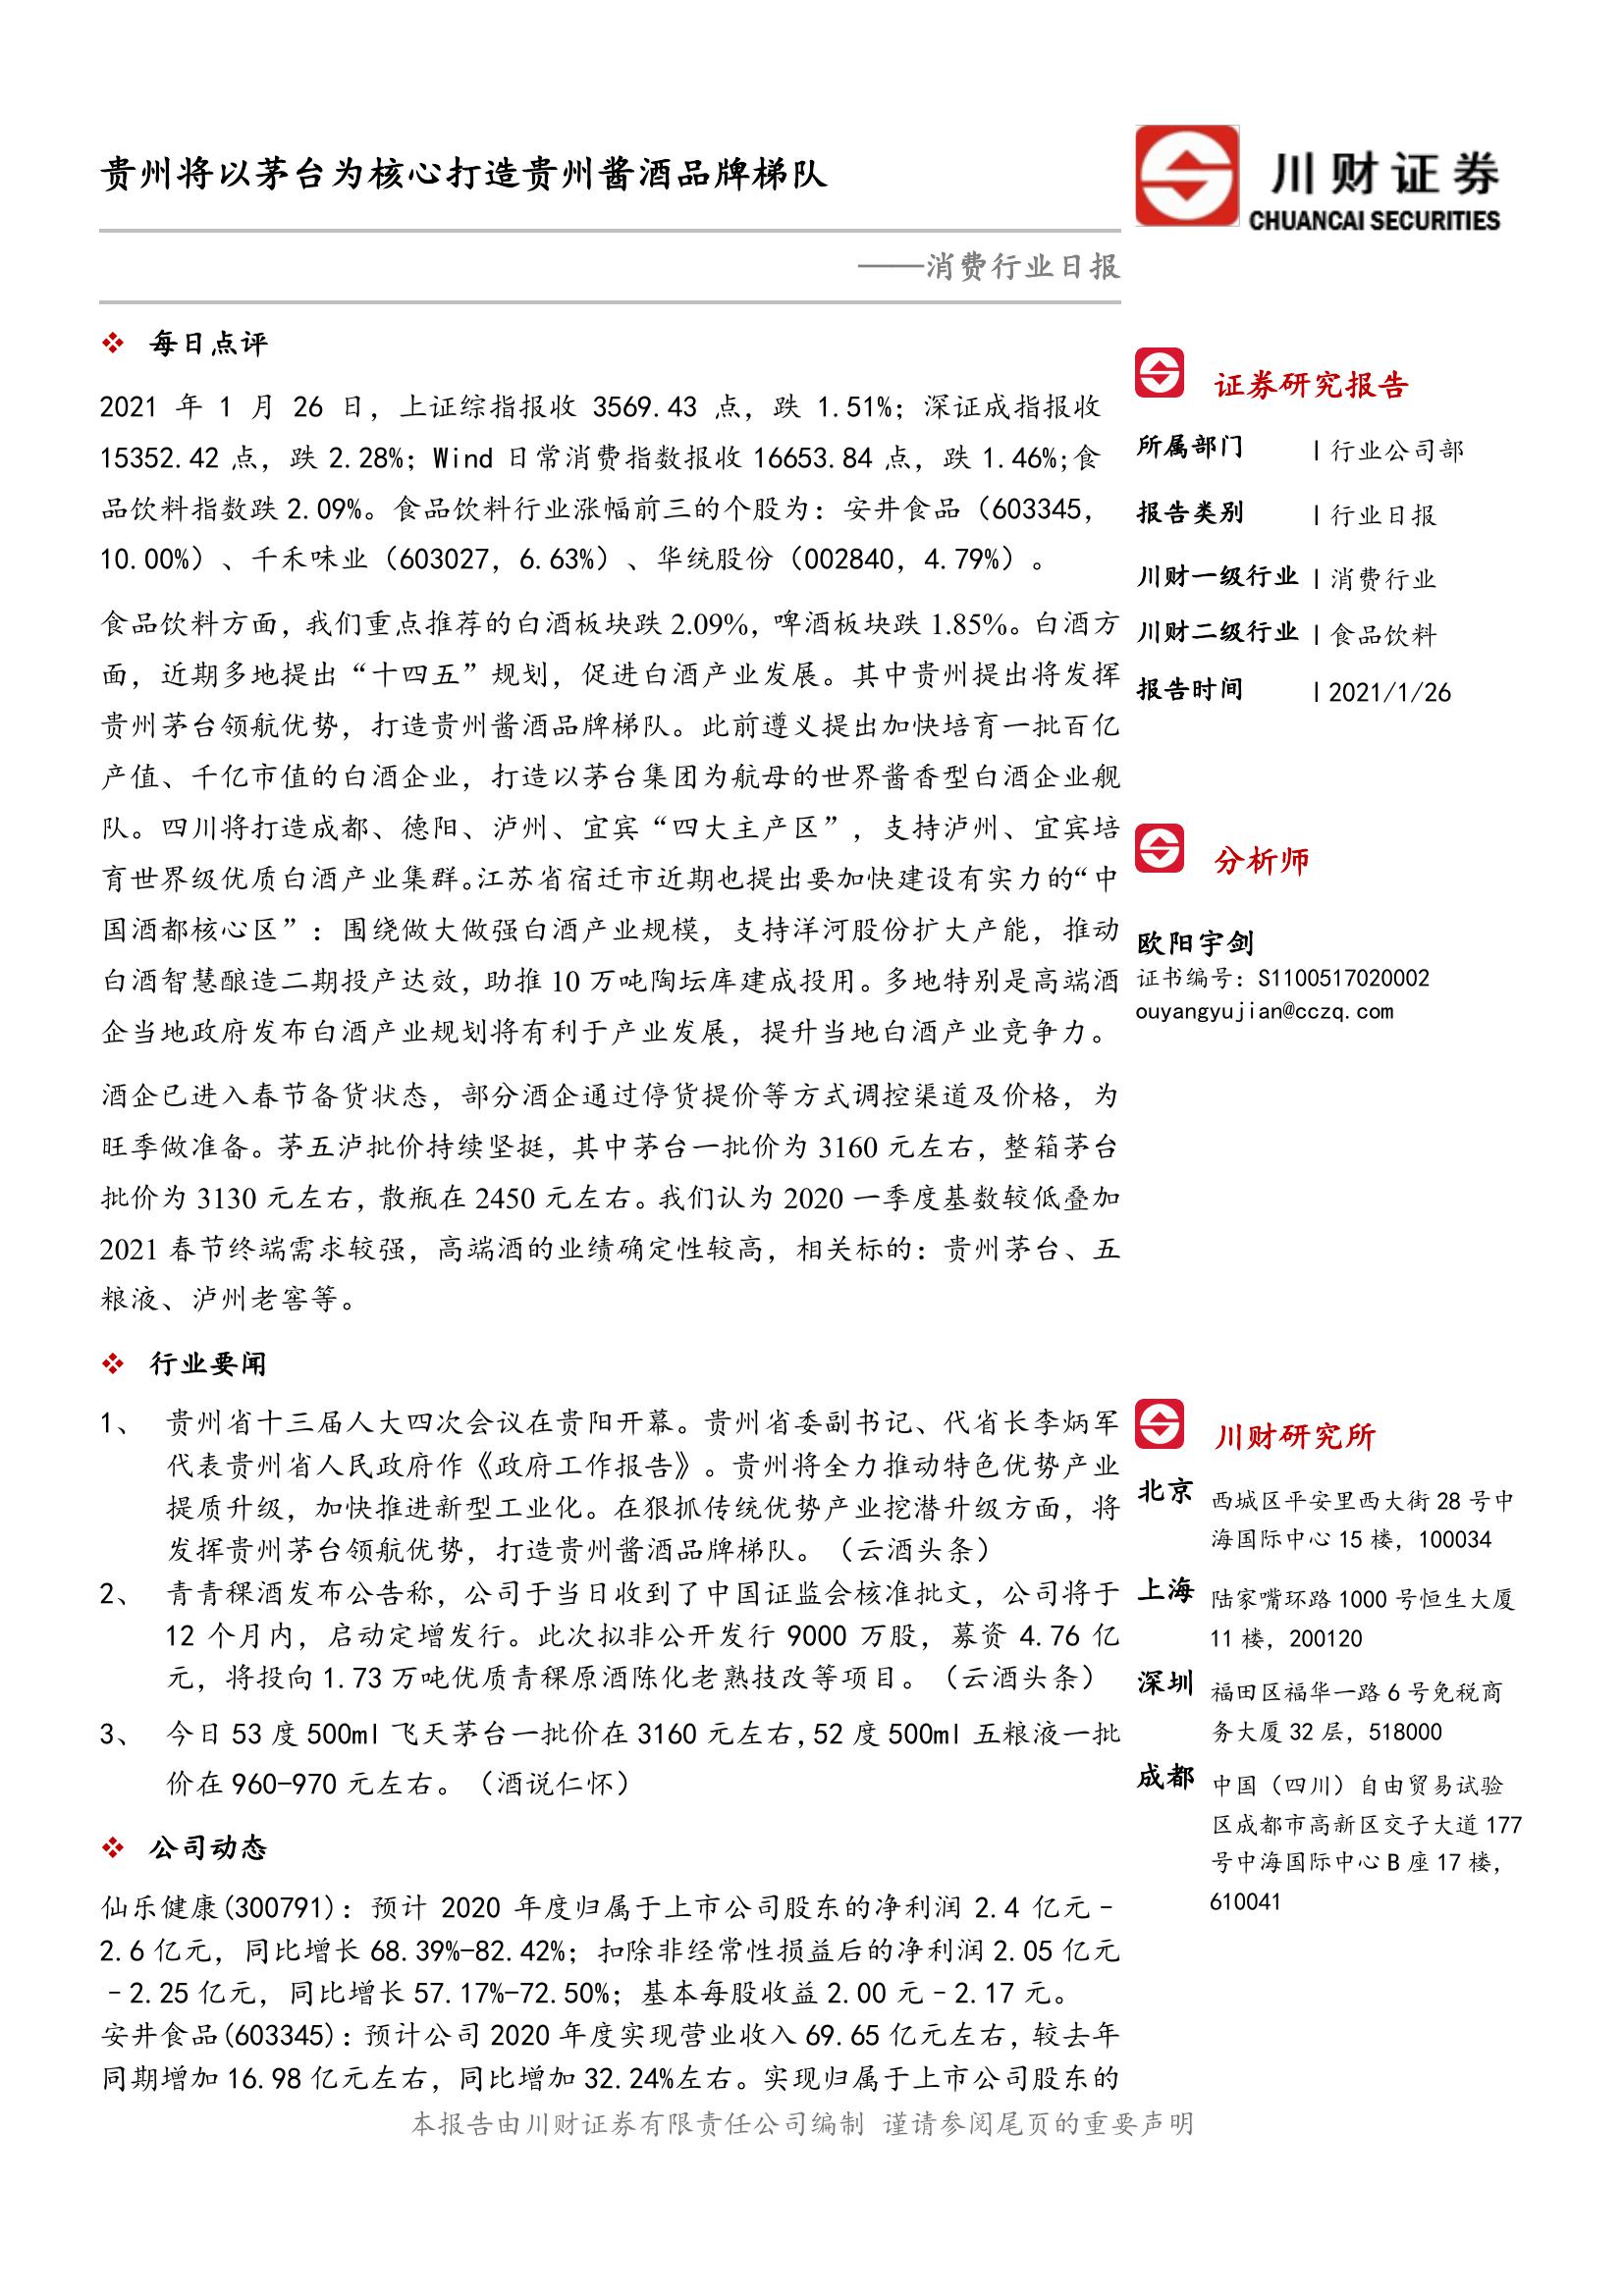 贵州将以茅台为核心打造贵州酱酒品牌梯队
川财证券
CHUANCAI SECURITIES
——消费行业日报
每日点评
2021 年 1 月 26 日，上证综指报收 3569.43 点，跌 1.51%；深证成指报收
15352.42 点，跌 2.28%；Wind 日常消费指数报收 16653.84 点，跌 1.46%;食
品饮料指数跌 2.09%。食品饮料行业涨幅前三的个股为：安井食品（603345，
10.00%）、千禾味业（603027，6.63%）、华统股份（002840，4.79%）。
食品饮料方面，我们重点推荐的白酒板块跌 2.09%，啤酒板块跌 1.85%。白酒方
面，近期多地提出“十四五”规划，促进白酒产业发展。其中贵州提出将发挥
贵州茅台领航优势，打造贵州酱酒品牌梯队。此前遵义提出加快培育一批百亿
产值、千亿市值的白酒企业，打造以茅台集团为航母的世界酱香型白酒企业舰
队。四川将打造成都、德阳、泸州、宜宾“四大主产区”，支持泸州、宜宾培
育世界级优质白酒产业集群。江苏省宿迁市近期也提出要加快建设有实力的“中
国酒都核心区”：围绕做大做强白酒产业规模，支持洋河股份扩大产能，推动
白酒智慧酿造二期投产达效，助推 10 万吨陶坛库建成投用。多地特别是高端酒
企当地政府发布白酒产业规划将有利于产业发展，提升当地白酒产业竞争力。
酒企已进入春节备货状态，部分酒企通过停货提价等方式调控渠道及价格，为
旺季做准备。茅五泸批价持续坚挺，其中茅台一批价为 3160 元左右，整箱茅台
批价为 3130 元左右，散瓶在 2450 元左右。我们认为 2020 一季度基数较低叠加
2021 春节终端需求较强，高端酒的业绩确定性较高，相关标的：贵州茅台、五
粮液、泸州老窖等。
行业要闻
1、 贵州省十三届人大四次会议在贵阳开幕。贵州省委副书记、代省长李炳军
代表贵州省人民政府作《政府工作报告》。贵州将全力推动特色优势产业
提质升级，加快推进新型工业化。在狠抓传统优势产业挖潜升级方面，将
发挥贵州茅台领航优势，打造贵州酱酒品牌梯队。（云酒头条）
2、 青青稞酒发布公告称，公司于当日收到了中国证监会核准批文，公司将于
12 个月内，启动定增发行。此次拟非公开发行 9000 万股，募资 4.76 亿
元，将投向 1.73 万吨优质青稞原酒陈化老熟技改等项目。（云酒头条）
3、 今日 53 度 500ml 飞天茅台一批价在 3160 元左右,52 度 500ml 五粮液一批
价在 960-970 元左右。（酒说仁怀）
公司动态
仙乐健康(300791)：预计 2020 年度归属于上市公司股东的净利润 2.4 亿元–
2.6 亿元，同比增长 68.39%-82.42%；扣除非经常性损益后的净利润 2.05 亿元
–2.25 亿元，同比增长 57.17%-72.50%；基本每股收益 2.00 元–2.17 元。
安井食品(603345)：预计公司 2020 年度实现营业收入 69.65 亿元左右，较去年
同期增加 16.98 亿元左右，同比增加 32.24%左右。实现归属于上市公司股东的
证券研究报告
所属部门 | 行业公司部
报告类别 | 行业日报
川财一级行业 | 消费行业
川财二级行业 | 食品饮料
报告时间 | 2021/1/26
分析师
欧阳宇剑
证书编号：S1100517020002
ouyangyujian@cczq.com
川财研究所
北京 西城区平安里西大街 28 号中
海国际中心 15 楼，100034
上海 陆家嘴环路 1000 号恒生大厦
11 楼，200120
深圳 福田区福华一路 6 号免税商
务大厦 32 层，518000
成都 中国（四川）自由贸易试验
区成都市高新区交子大道 177
号中海国际中心 B 座 17 楼，
610041
本报告由川财证券有限责任公司编制 谨请参阅尾页的重要声明